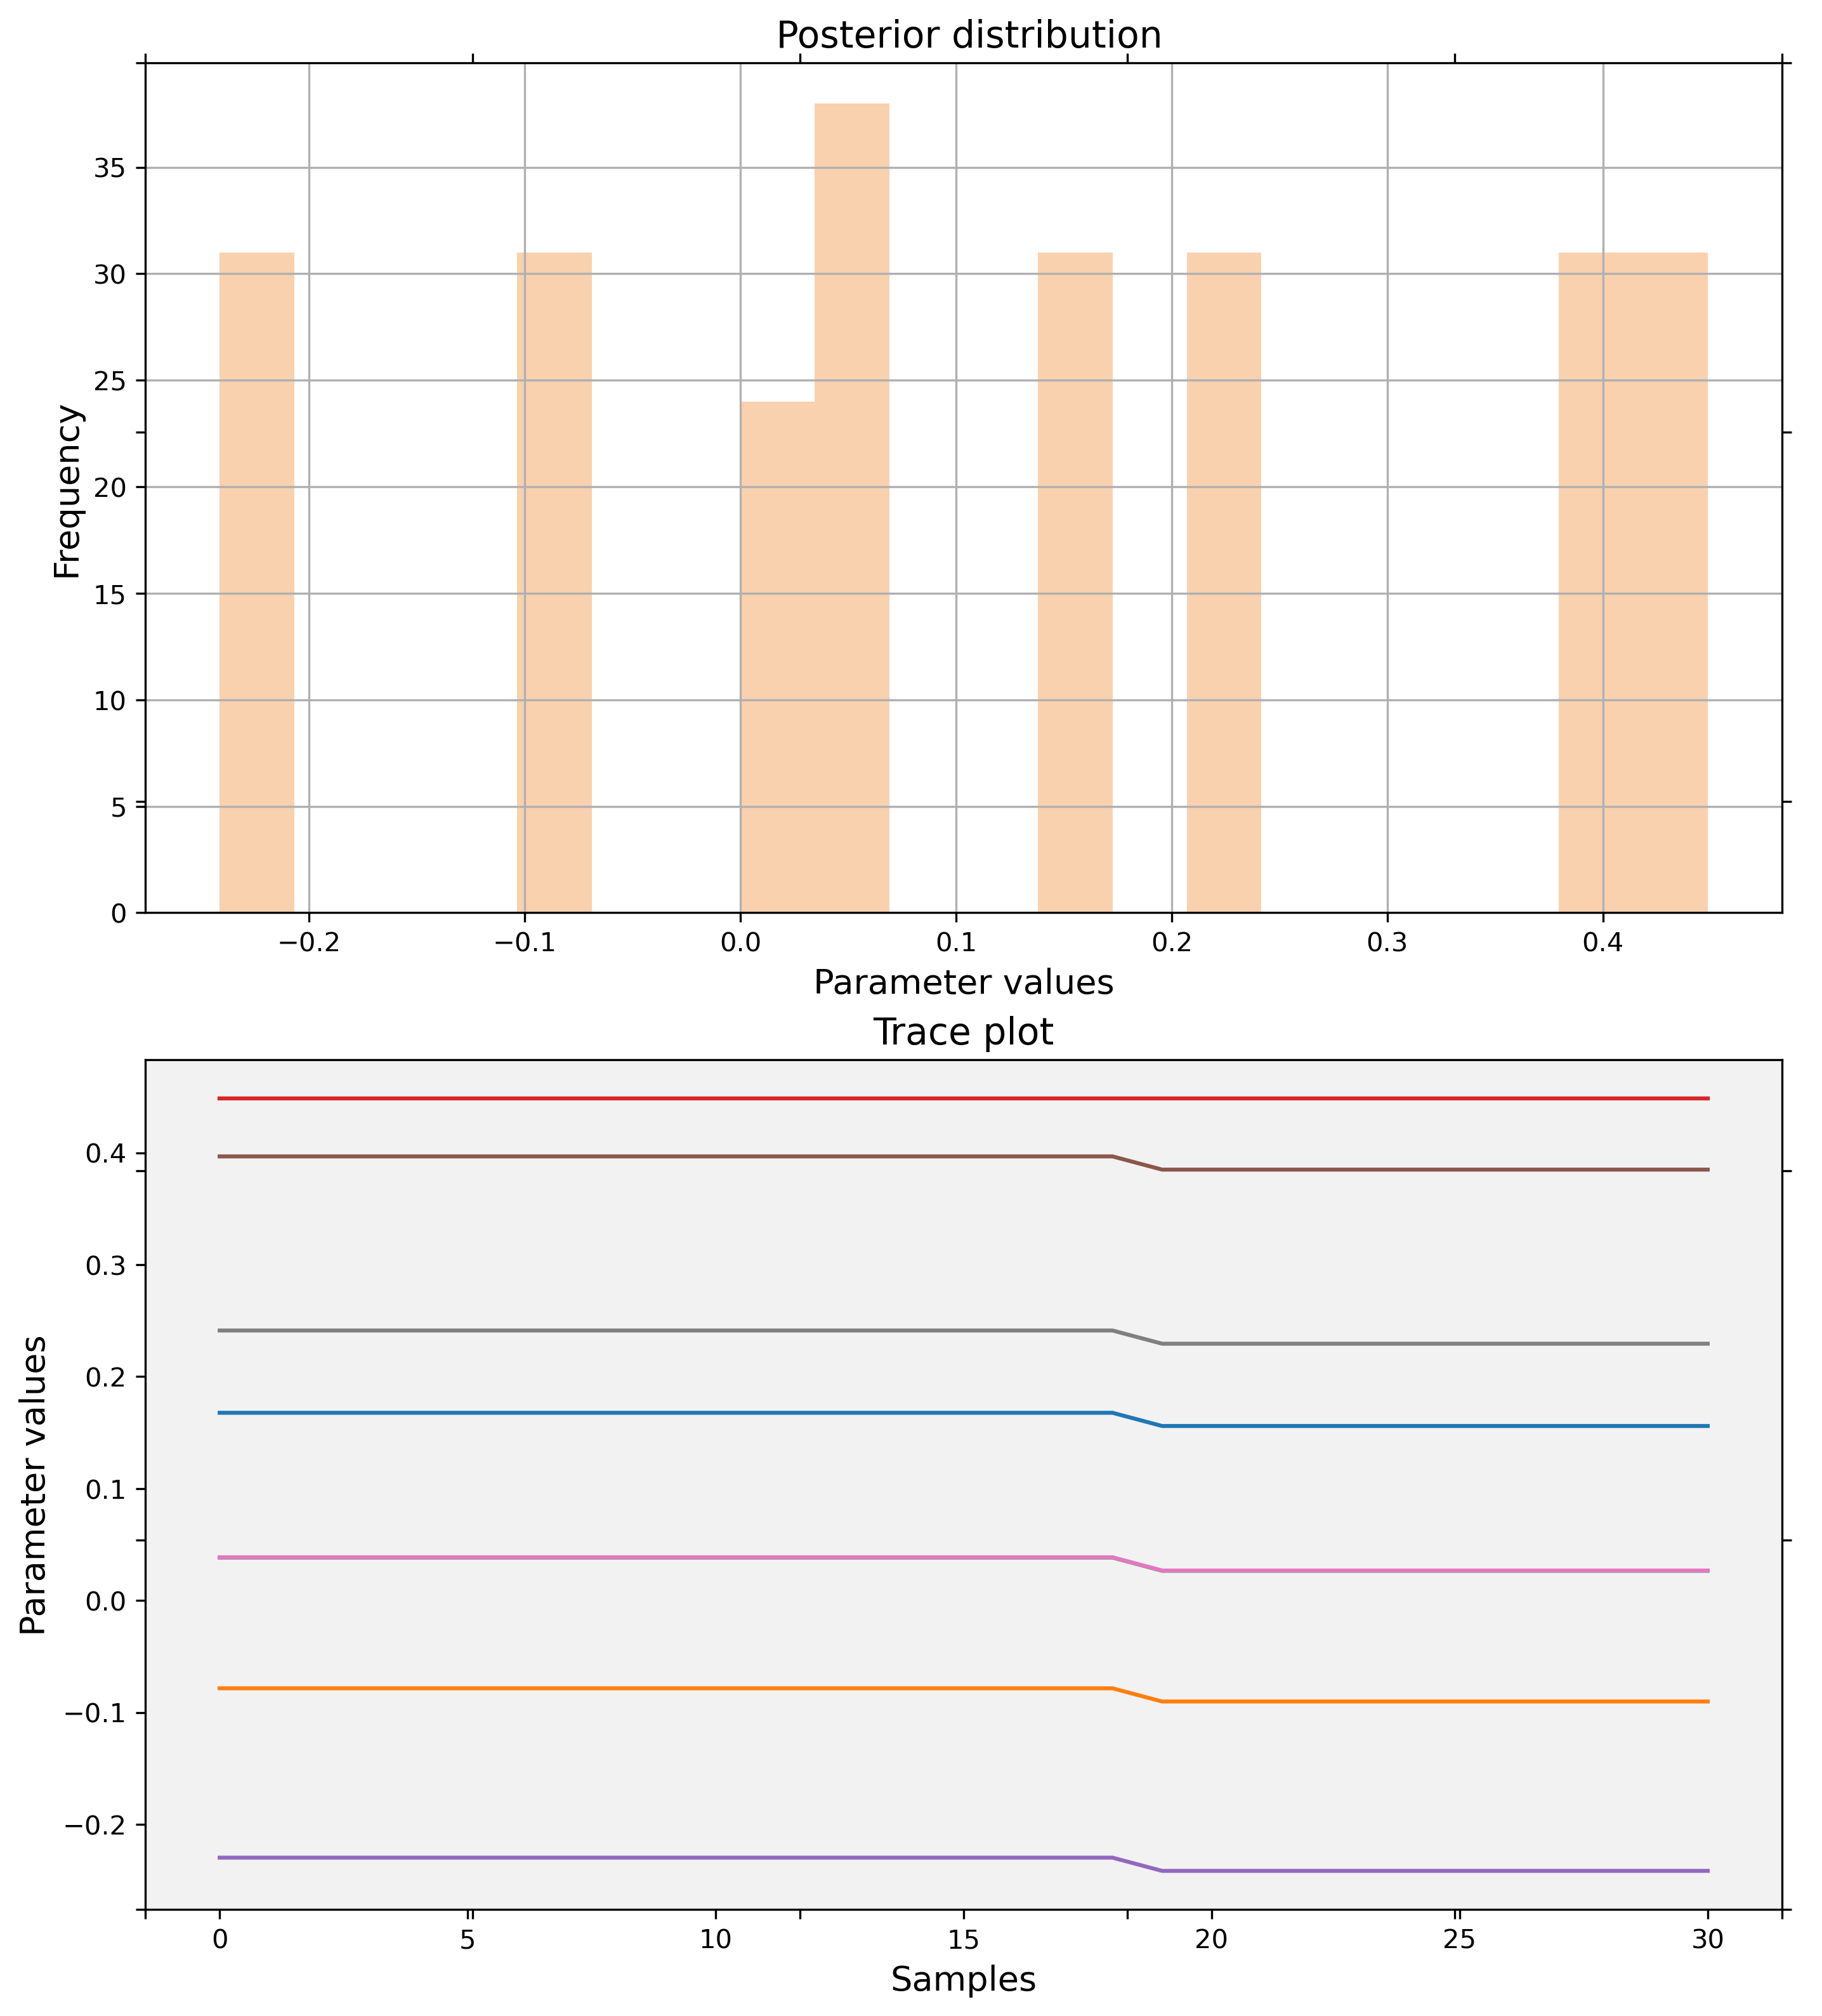 Posterior distribution
35
30
25
20
15
10
5
0
Frequency
−0.2 −0.1 0.0 0.1 0.2 0.3 0.4
Parameter values
Trace plot
0.4
0.3
0.2
0.1
0.0
−0.1
−0.2
Parameter values
0 5 10 15 20 25 30
Samples